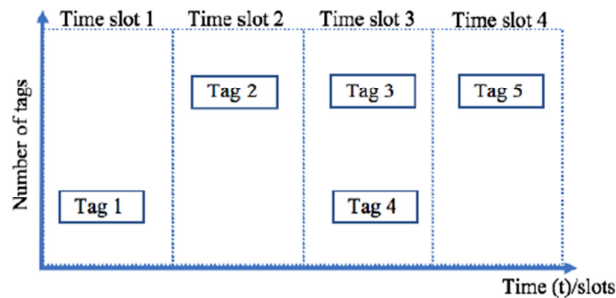 Time slot 1 Time slot 2 Time slot 3 Time slot 4
Number of tags
Tag 2 Tag 3 Tag 5
Tag 1 Tag 4
Time (t)/slots